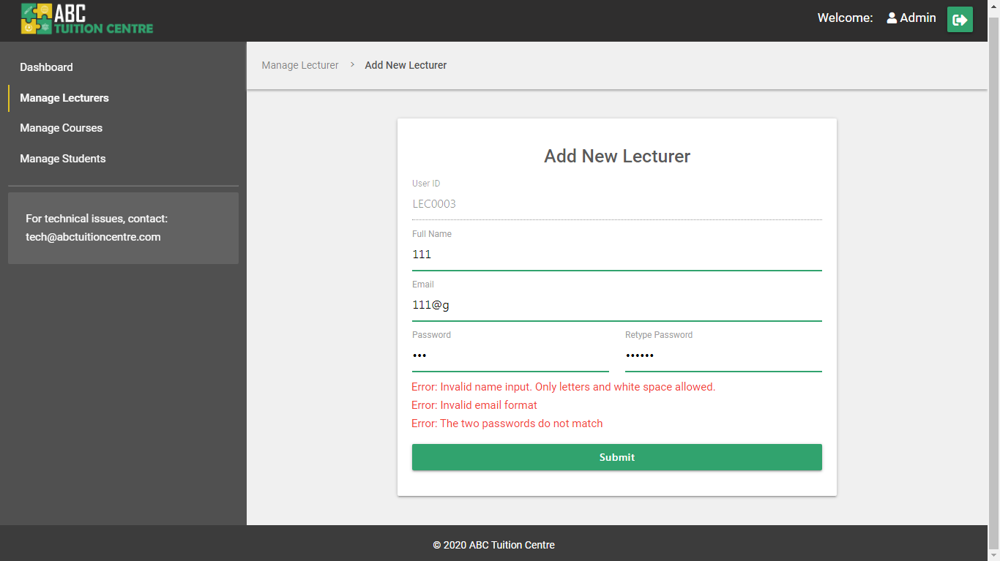 ABC
TUITION CENTRE
Welcome: Admin
Dashboard
Manage Lecturers
Manage Courses
Manage Students
For technical issues, contact:
tech@abctuitioncentre.com
Manage Lecturer > Add New Lecturer
Add New Lecturer
User ID
LEC0003
Full Name
111
Email
111@g
Password
•••
Retype Password
••••••
Error: Invalid name input. Only letters and white space allowed.
Error: Invalid email format
Error: The two passwords do not match
Submit
© 2020 ABC Tuition Centre